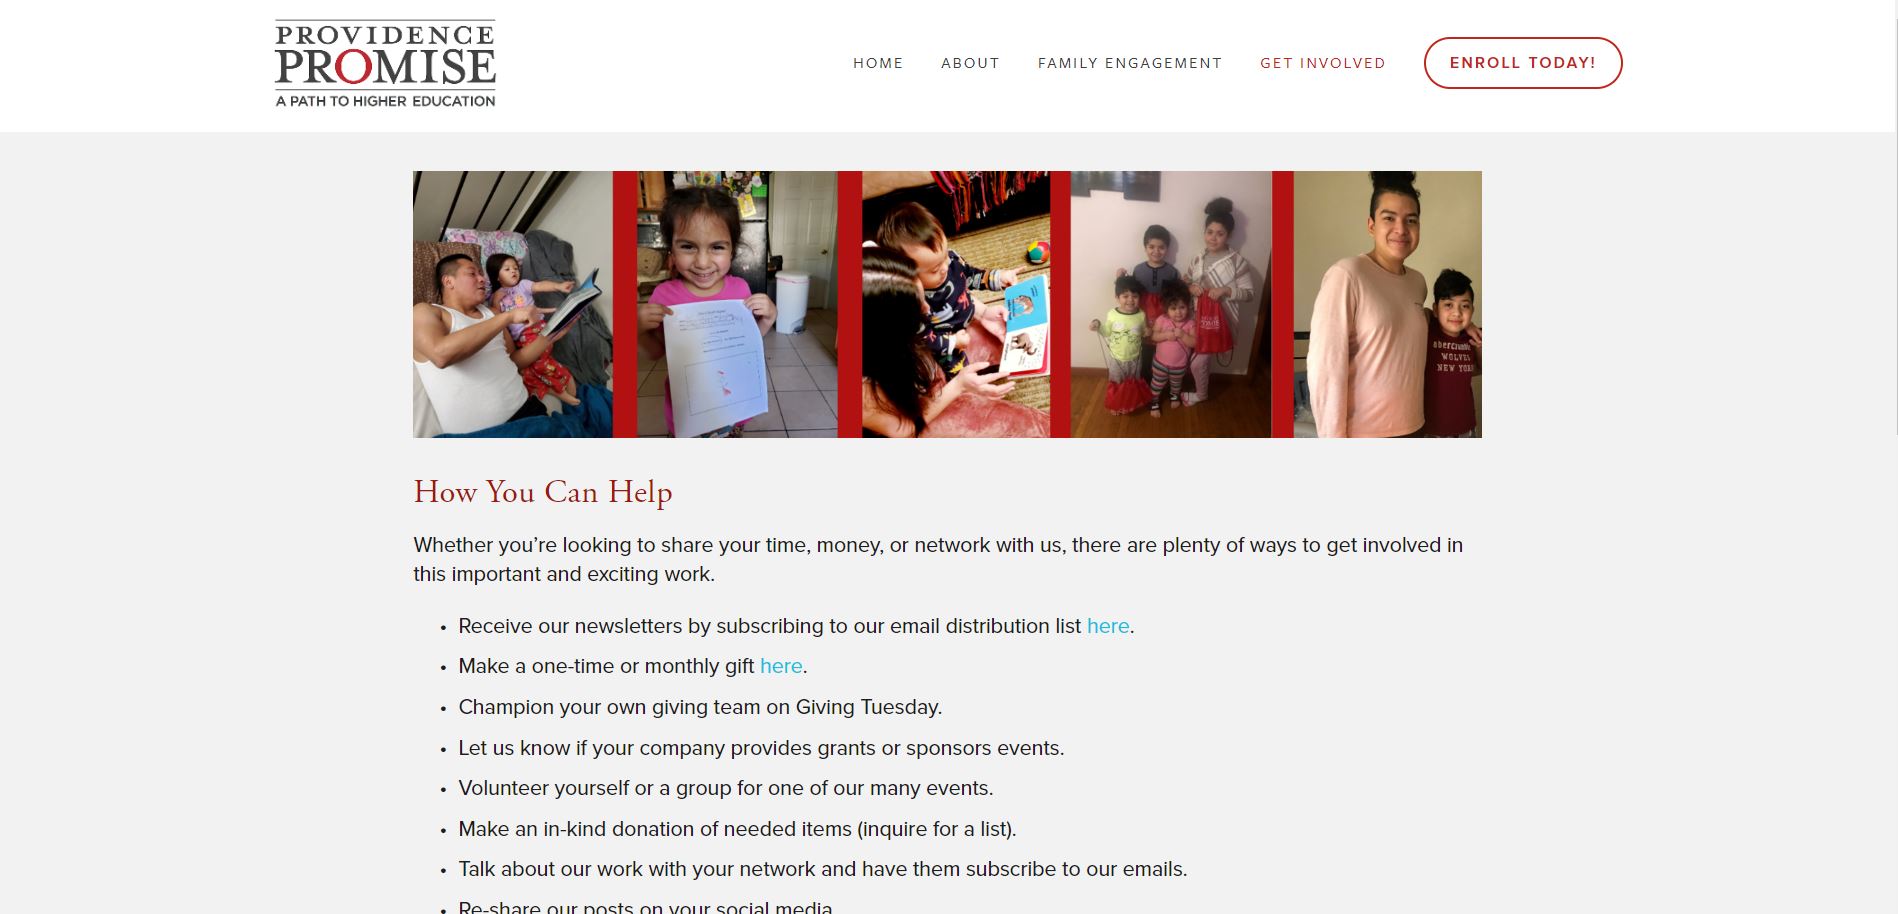 PROVIDENCE
PROMISE
A PATH TO HIGHER EDUCATION
HOME
ABOUT
FAMILY ENGAGEMENT
GET INVOLVED
ENROLL TODAY!
abercrombie
WOLVES
NEW YORK
How You Can Help
Whether you’re looking to share your time, money, or network with us, there are plenty of ways to get involved in
this important and exciting work.
• Receive our newsletters by subscribing to our email distribution list here.
• Make a one-time or monthly gift here.
• Champion your own giving team on Giving Tuesday.
• Let us know if your company provides grants or sponsors events.
• Volunteer yourself or a group for one of our many events.
• Make an in-kind donation of needed items (inquire for a list).
• Talk about our work with your network and have them subscribe to our emails.
• Re-share our posts on your social media